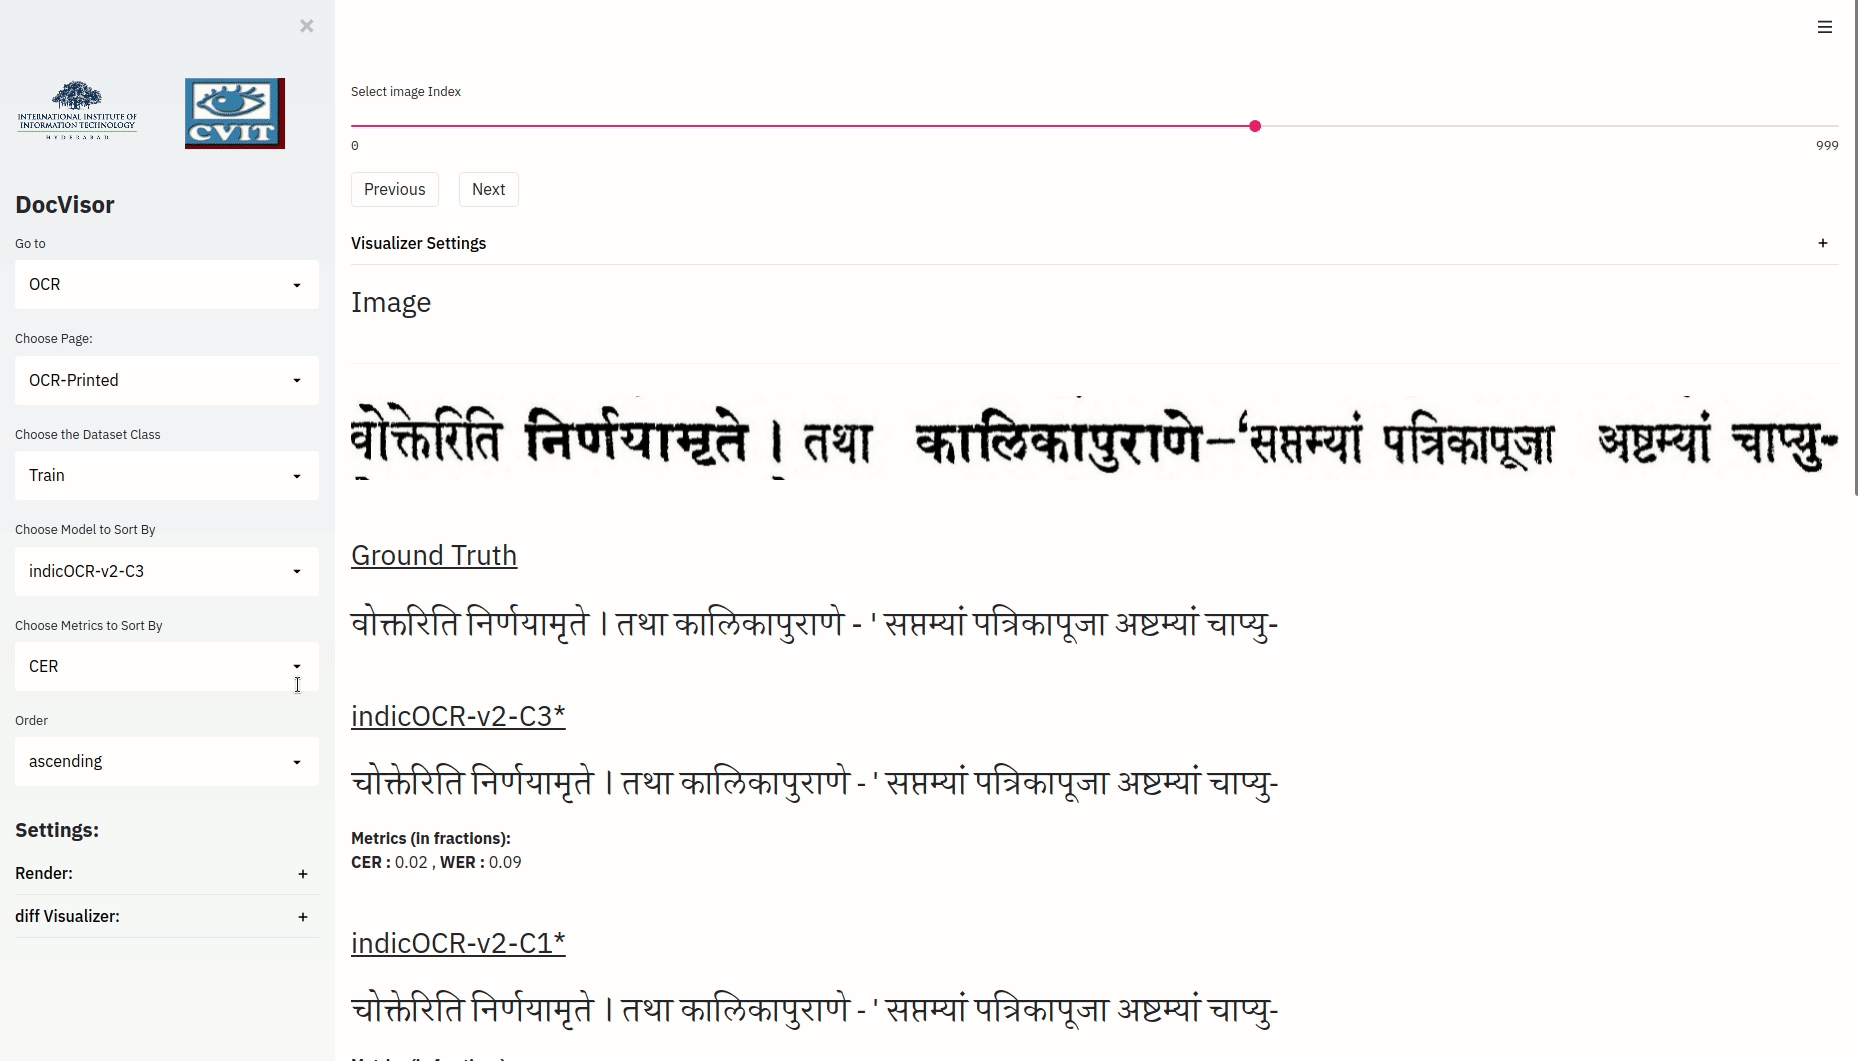 ×
☰
INTERNATIONAL INSTITUTE OF
INFORMATION TECHNOLOGY
HYDERABAD
CVIT
DocVisor
Go to
OCR
Choose Page:
OCR-Printed
Choose the Dataset Class
Train
Choose Model to Sort By
indicOCR-v2-C3
Choose Metrics to Sort By
CER
Order
ascending
Settings:
Render: +
diff Visualizer: +
Select image Index
0 999
Previous Next
Visualizer Settings +
Image
वोक्तेरिति निर्णयामृते । तथा कालिकापुराणे–‘सप्तम्यां पत्रिकापूजा अष्टम्यां चाप्यु-
Ground Truth
वोक्तरिति निर्णयामृते । तथा कालिकापुराणे - ' सप्तम्यां पत्रिकापूजा अष्टम्यां चाप्यु-
indicOCR-v2-C3*
चोक्तेरिति निर्णयामृते । तथा कालिकापुराणे - ' सप्तम्यां पत्रिकापूजा अष्टम्यां चाप्यु-
Metrics (in fractions):
CER : 0.02 , WER : 0.09
indicOCR-v2-C1*
चोक्तेरिति निर्णयामृते । तथा कालिकापुराणे - ' सप्तम्यां पत्रिकापूजा अष्टम्यां चाप्यु-